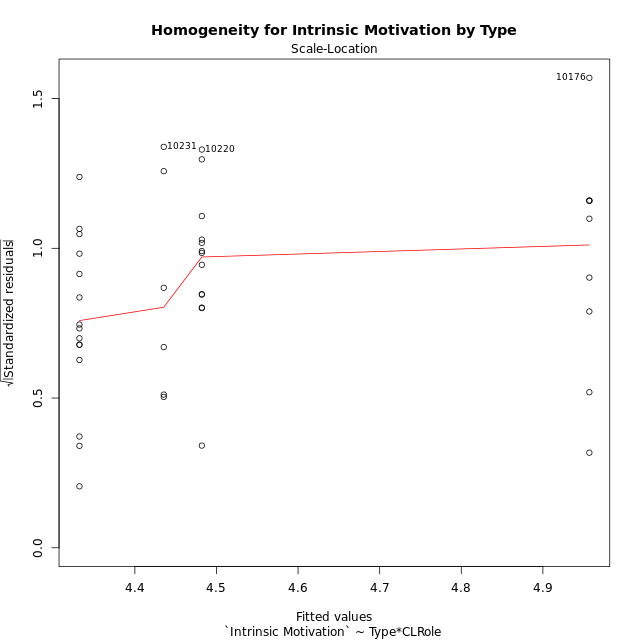 Homogeneity for Intrinsic Motivation by Type
Scale-Location
√|Standardized residuals|
0.0
0.5
1.0
1.5
10176
10231
10220
4.4
4.5
4.6
4.7
4.8
4.9
Fitted values
`Intrinsic Motivation` ~ Type*CLRole